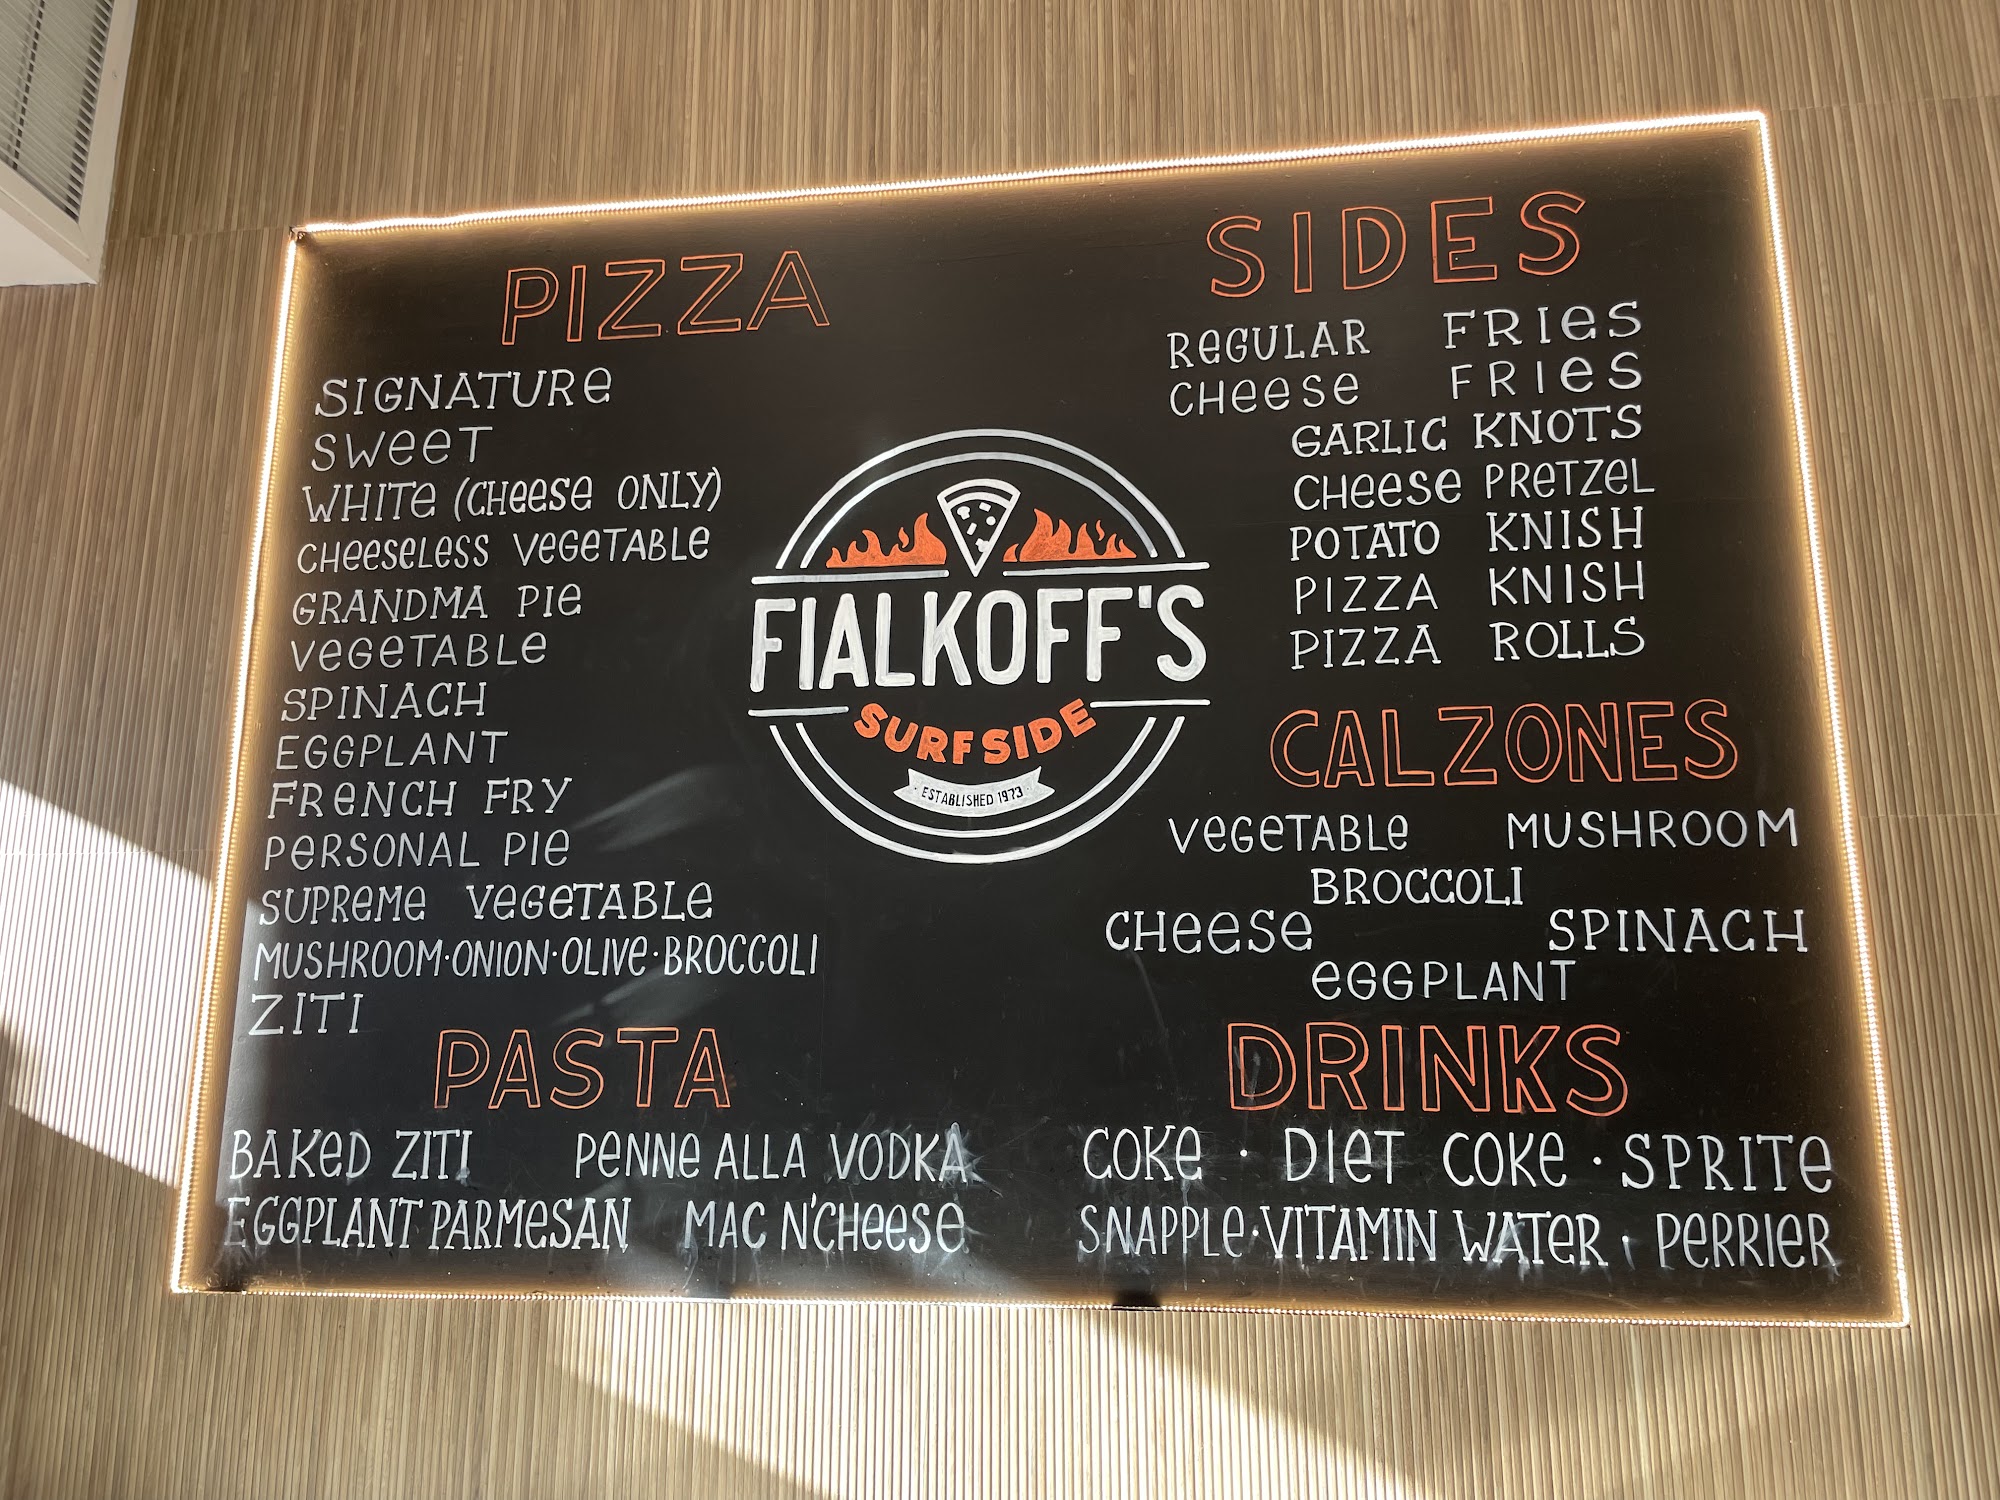 PIZZA
SIGNATURE
SWEET
WHITE (CHEESE ONLY)
CHEESELESS VEGETABLE
GRANDMA PIE
VEGETABLE
SPINACH
EGGPLANT
FRENCH FRY
PERSONAL PIE
SUPREME VEGETABLE
MUSHROOM·ONION·OLIVE·BROCCOLI
ZITI
PASTA
BAKED ZITI PENNE ALLA VODKA
EGGPLANT PARMESAN MAC N'CHEESE
FIALKOFF'S
SURFSIDE
· ESTABLISHED 1973 ·
SIDES
REGULAR FRIES
CHEESE FRIES
GARLIC KNOTS
CHEESE PRETZEL
POTATO KNISH
PIZZA KNISH
PIZZA ROLLS
CALZONES
VEGETABLE MUSHROOM
BROCCOLI
CHEESE SPINACH
EGGPLANT
DRINKS
COKE · DIET COKE · SPRITE
SNAPPLE·VITAMIN WATER · PERRIER